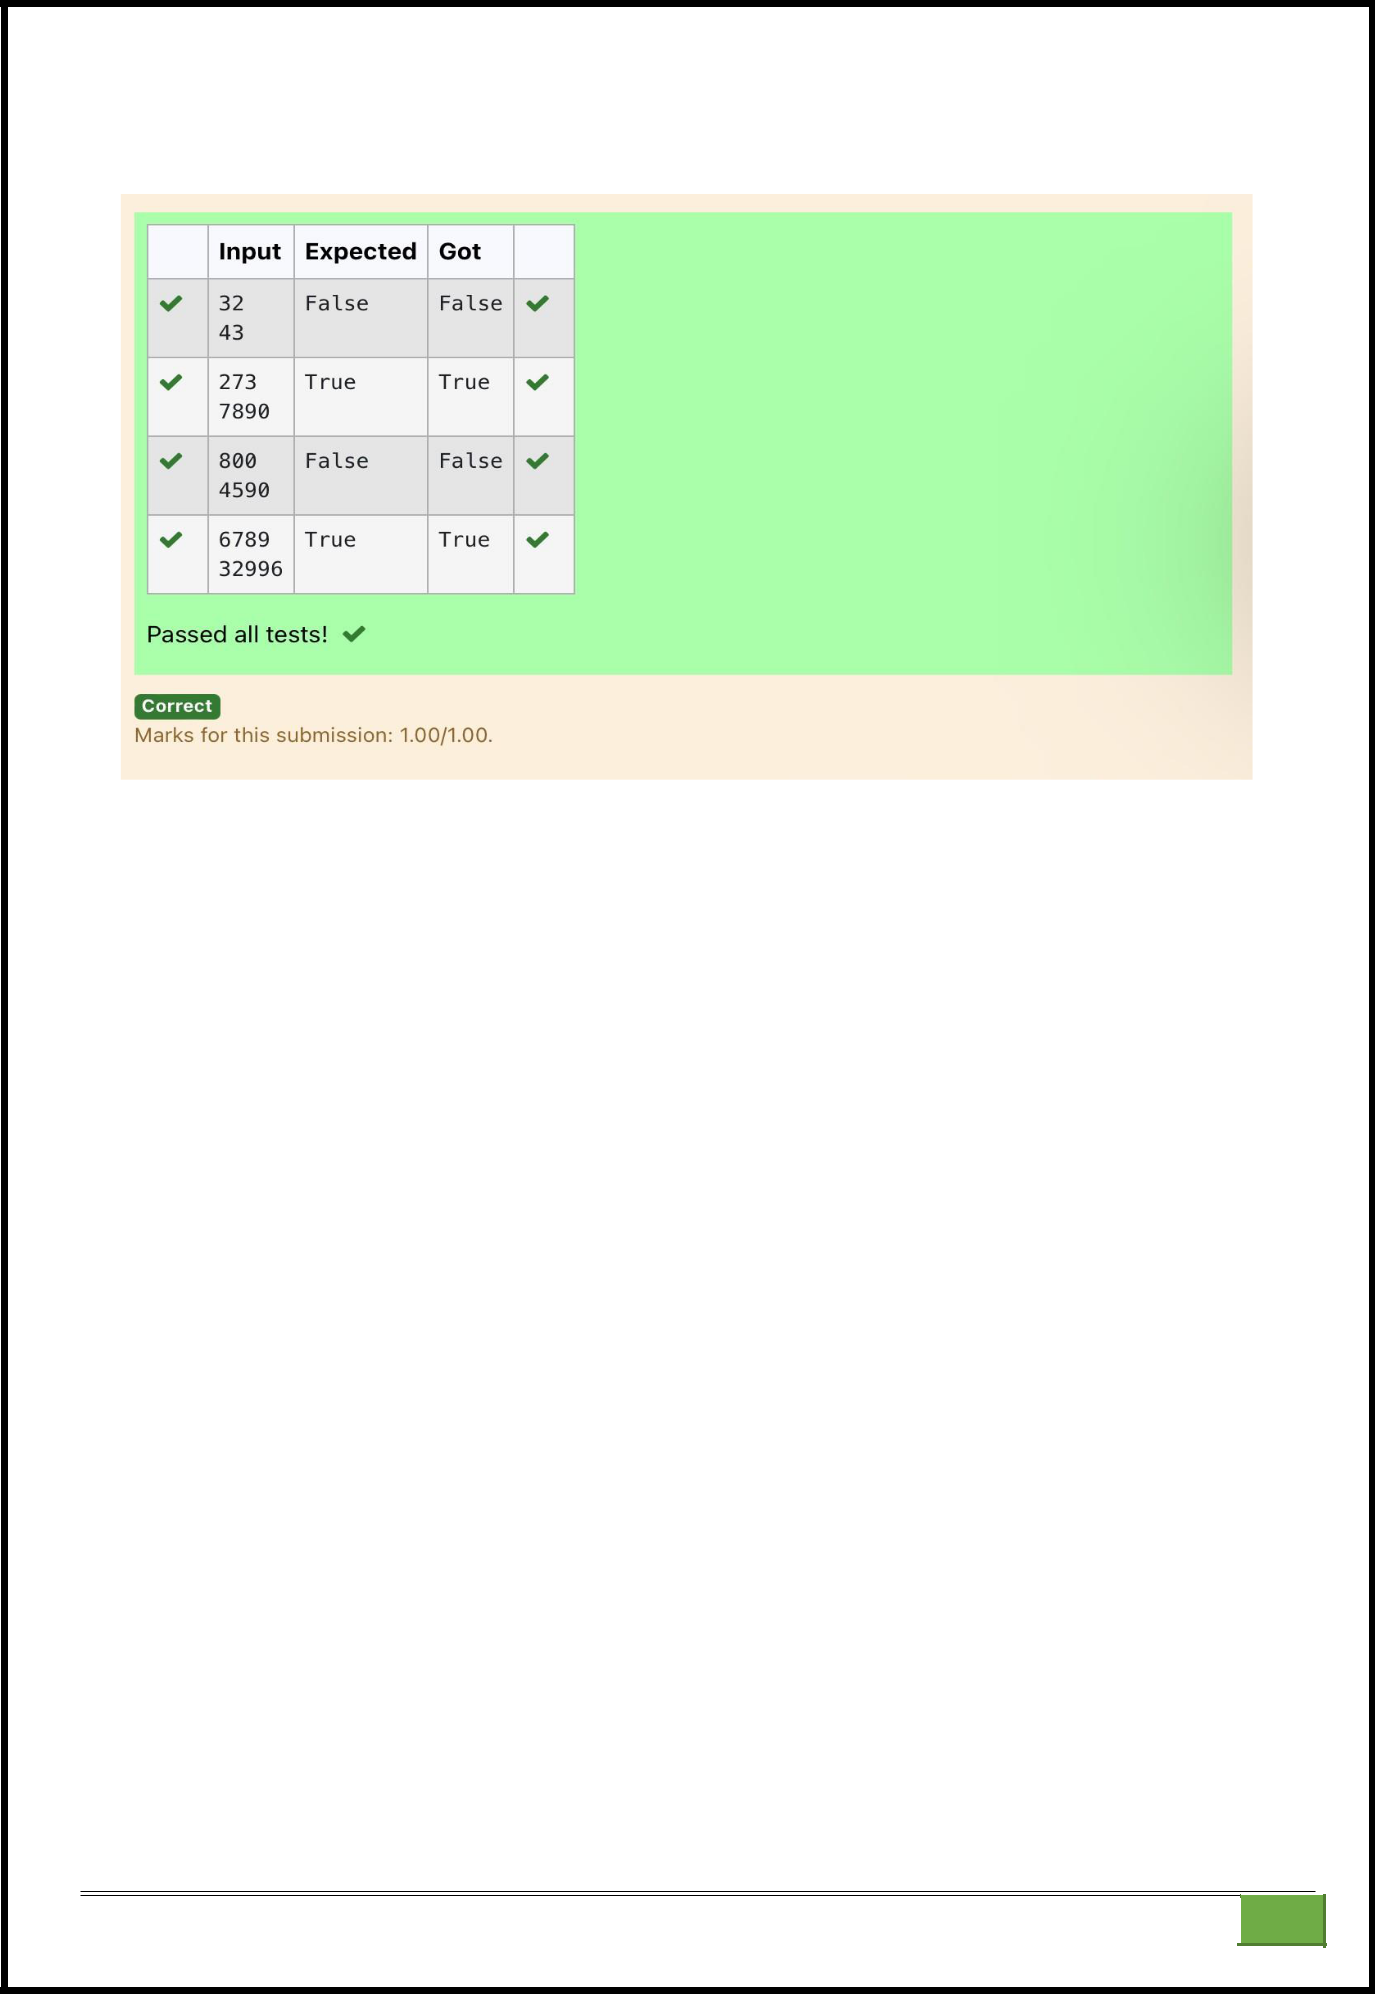 Input Expected Got
32 False False
43
273 True True
7890
800 False False
4590
6789 True True
32996
Passed all tests!
Correct
Marks for this submission: 1.00/1.00.